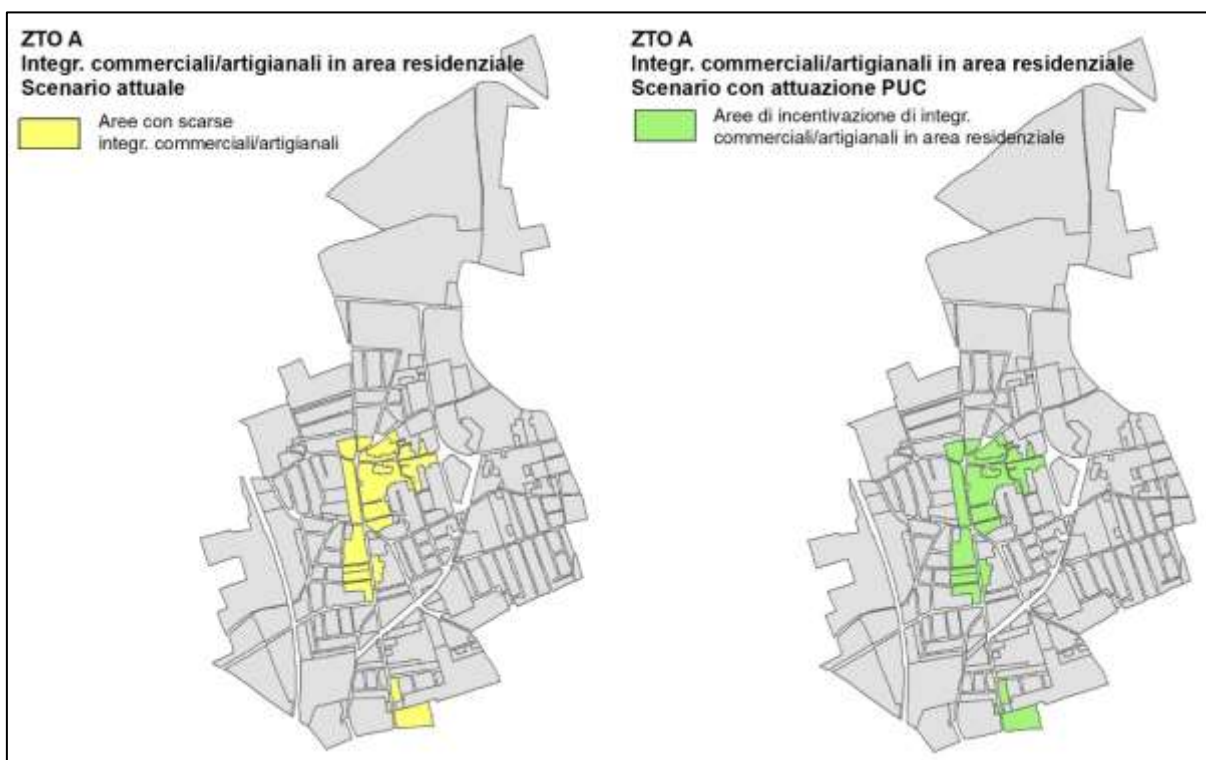 ZTO A
Integr. commerciali/artigianali in area residenziale
Scenario attuale
Aree con scarse
integr. commerciali/artigianali
ZTO A
Integr. commerciali/artigianali in area residenziale
Scenario con attuazione PUC
Aree di incentivazione di integr.
commerciali/artigianali in area residenziale